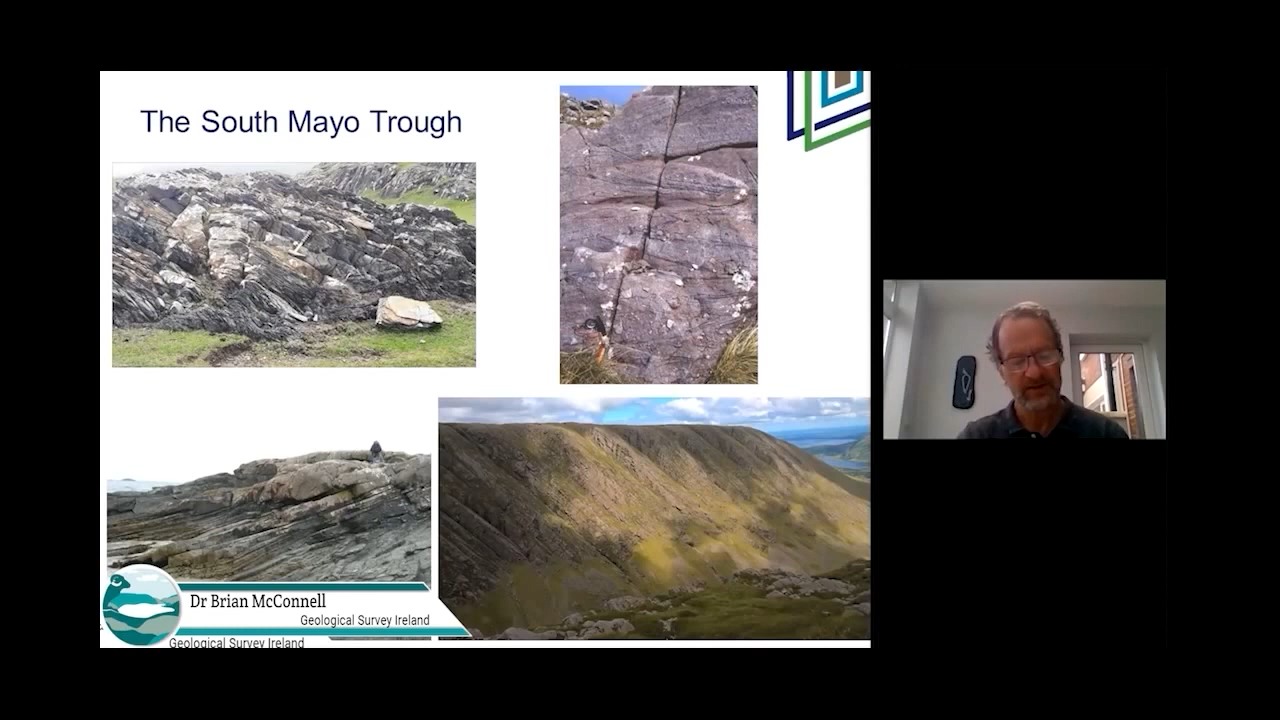 The South Mayo Trough
Dr Brian McConnell
Geological Survey Ireland
Geological Survey Ireland